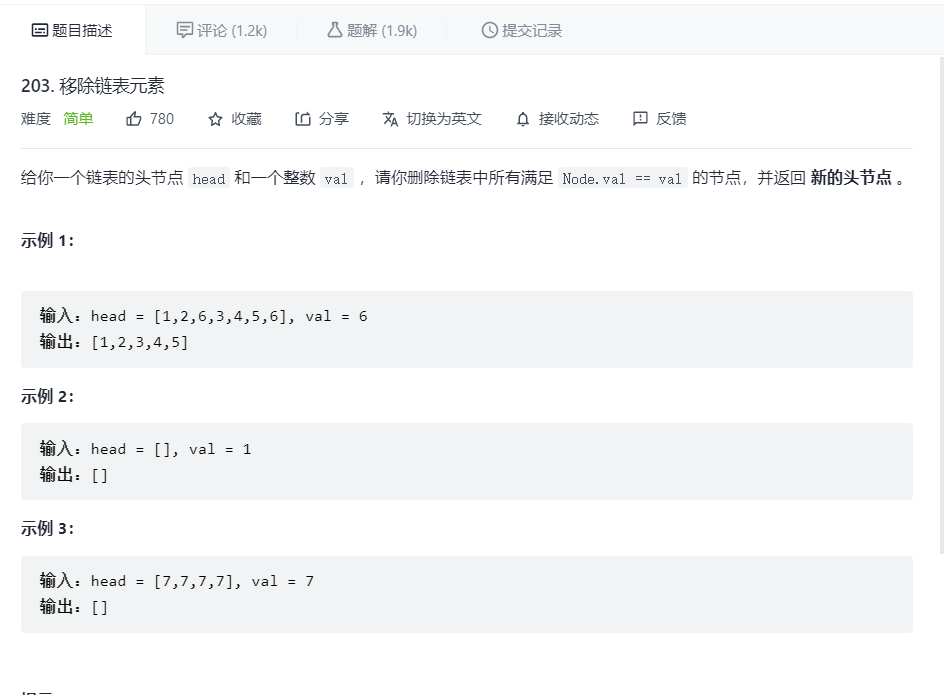 题目描述 评论 (1.2k) 题解 (1.9k) 提交记录
203. 移除链表元素
难度 简单 780 收藏 分享 切换为英文 接收动态 反馈
给你一个链表的头节点 head 和一个整数 val ，请你删除链表中所有满足 Node.val == val 的节点，并返回 新的头节点 。
示例 1：
输入：head = [1,2,6,3,4,5,6], val = 6
输出：[1,2,3,4,5]
示例 2：
输入：head = [], val = 1
输出：[]
示例 3：
输入：head = [7,7,7,7], val = 7
输出：[]